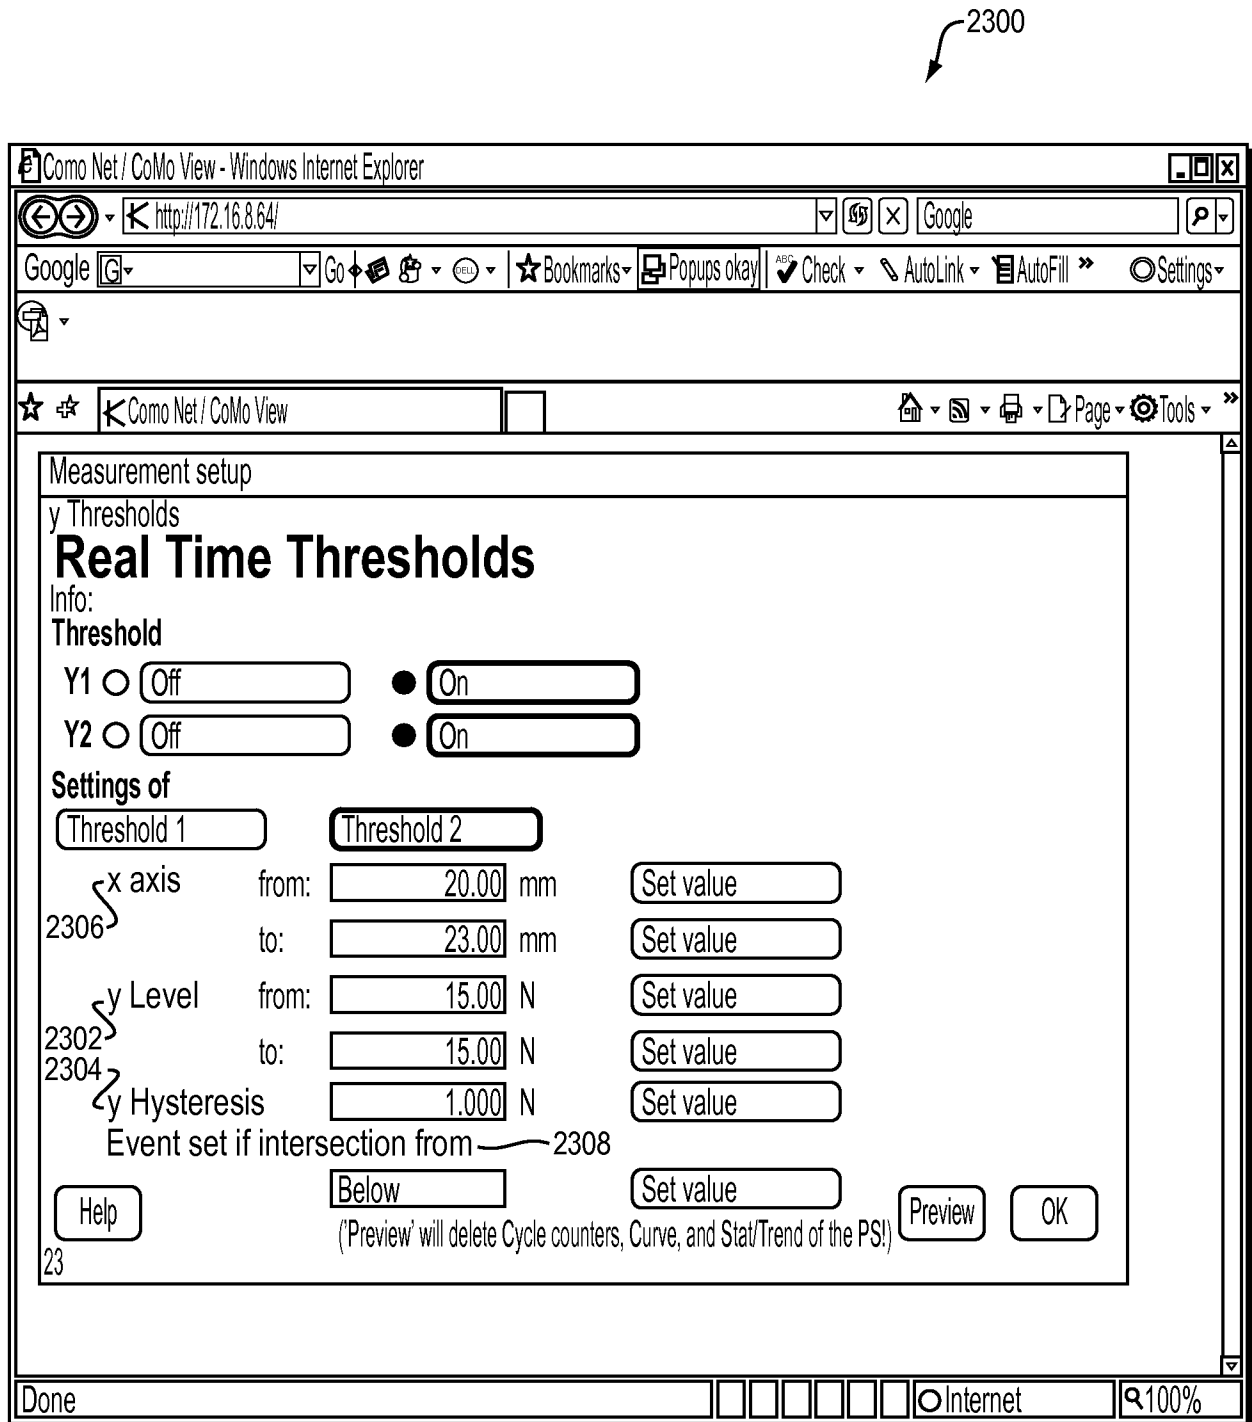 2300
Como Net / CoMo View - Windows Internet Explorer
http://172.16.8.64/
Google
Google G Go DELL Bookmarks Popups okay ABC Check AutoLink AutoFill » Settings
Como Net / CoMo View
Page Tools »
Measurement setup
y Thresholds
Real Time Thresholds
Info:
Threshold
Y1 Off On
Y2 Off On
Settings of
Threshold 1 Threshold 2
x axis from: 20.00 mm Set value
2306
to: 23.00 mm Set value
y Level from: 15.00 N Set value
2302
to: 15.00 N Set value
2304
y Hysteresis 1.000 N Set value
Event set if intersection from 2308
Below Set value
Help Preview OK
('Preview' will delete Cycle counters, Curve, and Stat/Trend of the PS!)
23
Done Internet 100%